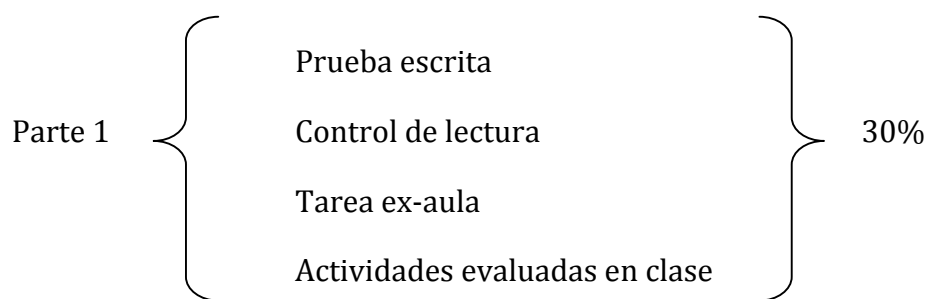 Prueba escrita
Parte 1 Control de lectura 30%
Tarea ex-aula
Actividades evaluadas en clase